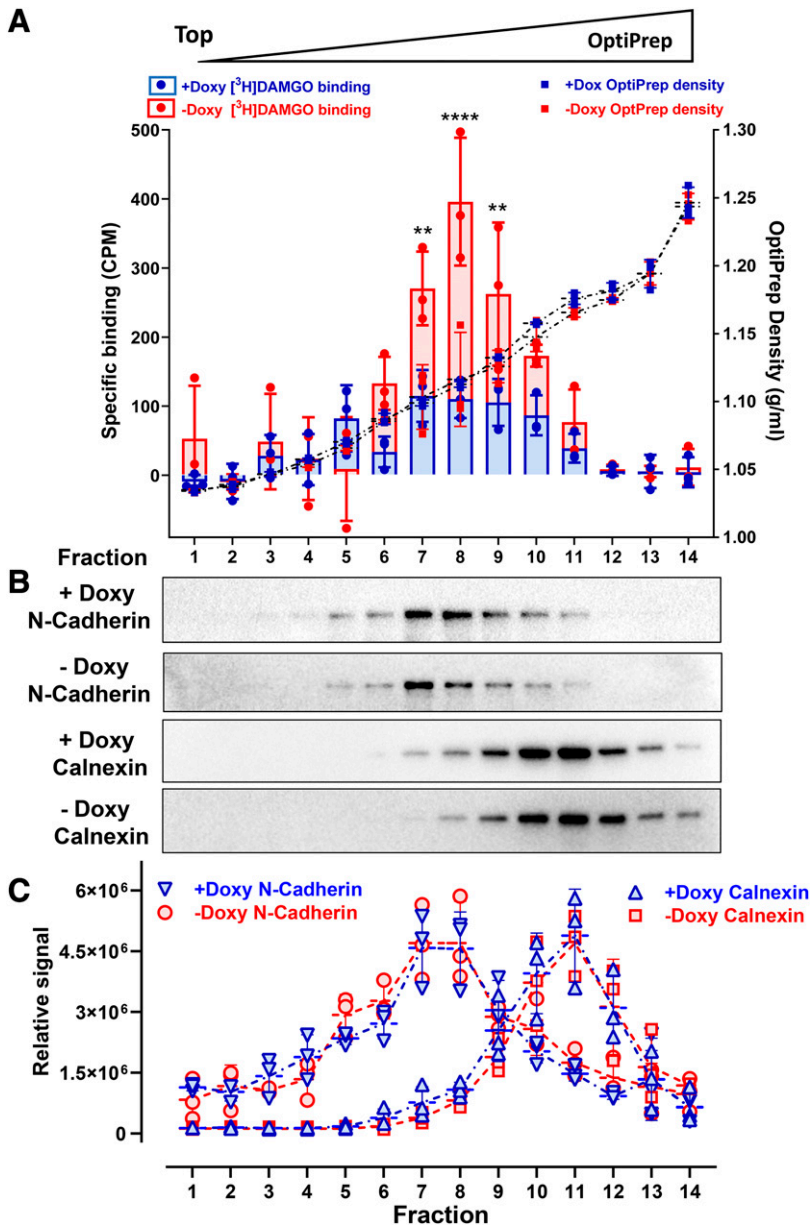 A
Top
OptiPrep
+Doxy [³H]DAMGO binding
-Doxy [³H]DAMGO binding
+Dox OptiPrep density
-Doxy OptiPrep density
Specific binding (CPM)
500
400
300
200
100
0
**
****
**
1.30
1.25
1.20
1.15
1.10
1.05
1.00
OptiPrep Density (g/ml)
Fraction 1 2 3 4 5 6 7 8 9 10 11 12 13 14
B
+ Doxy
N-Cadherin
- Doxy
N-Cadherin
+ Doxy
Calnexin
- Doxy
Calnexin
C
+Doxy N-Cadherin
-Doxy N-Cadherin
+Doxy Calnexin
-Doxy Calnexin
Relative signal
6×10⁶
4.5×10⁶
3×10⁶
1.5×10⁶
0
1 2 3 4 5 6 7 8 9 10 11 12 13 14
Fraction